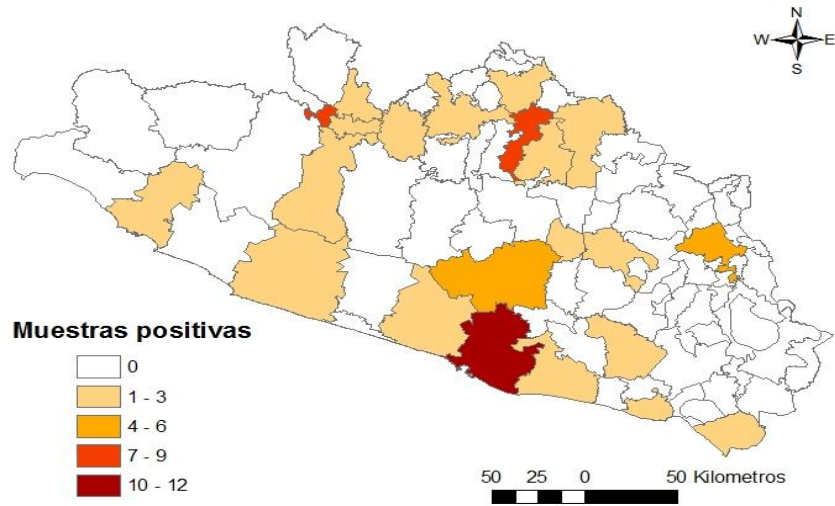 N
W E
S
Muestras positivas
0
1 - 3
4 - 6
7 - 9
10 - 12
50 25 0 50 Kilometros